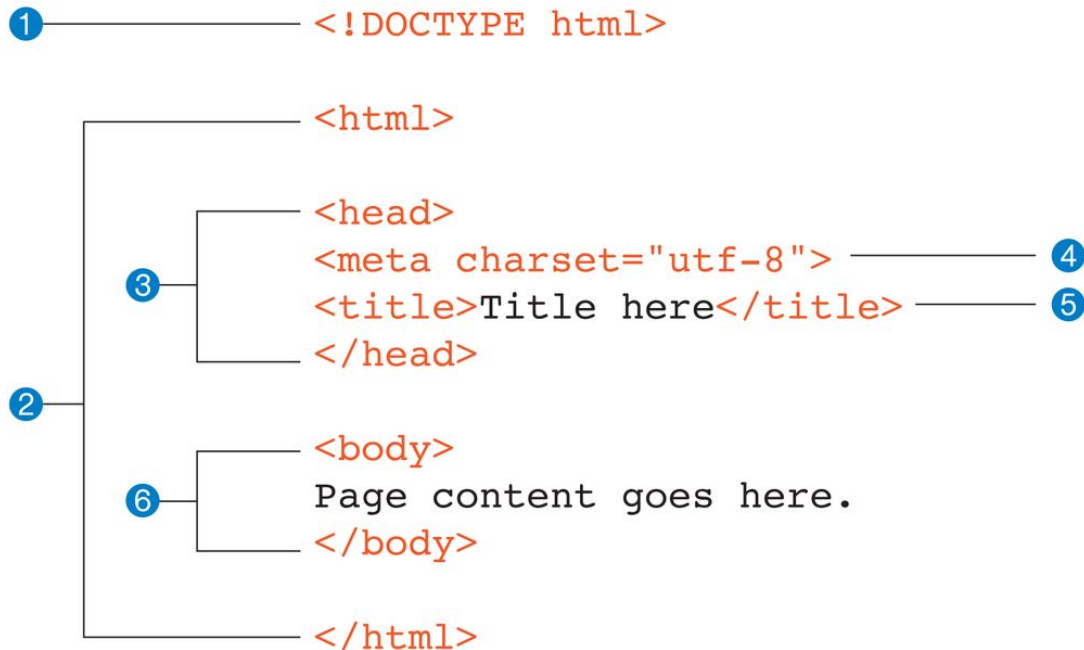 1 <!DOCTYPE html>
<html>
<head>
<meta charset="utf-8"> 4
3 <title>Title here</title> 5
</head>
2
<body>
6 Page content goes here.
</body>
</html>